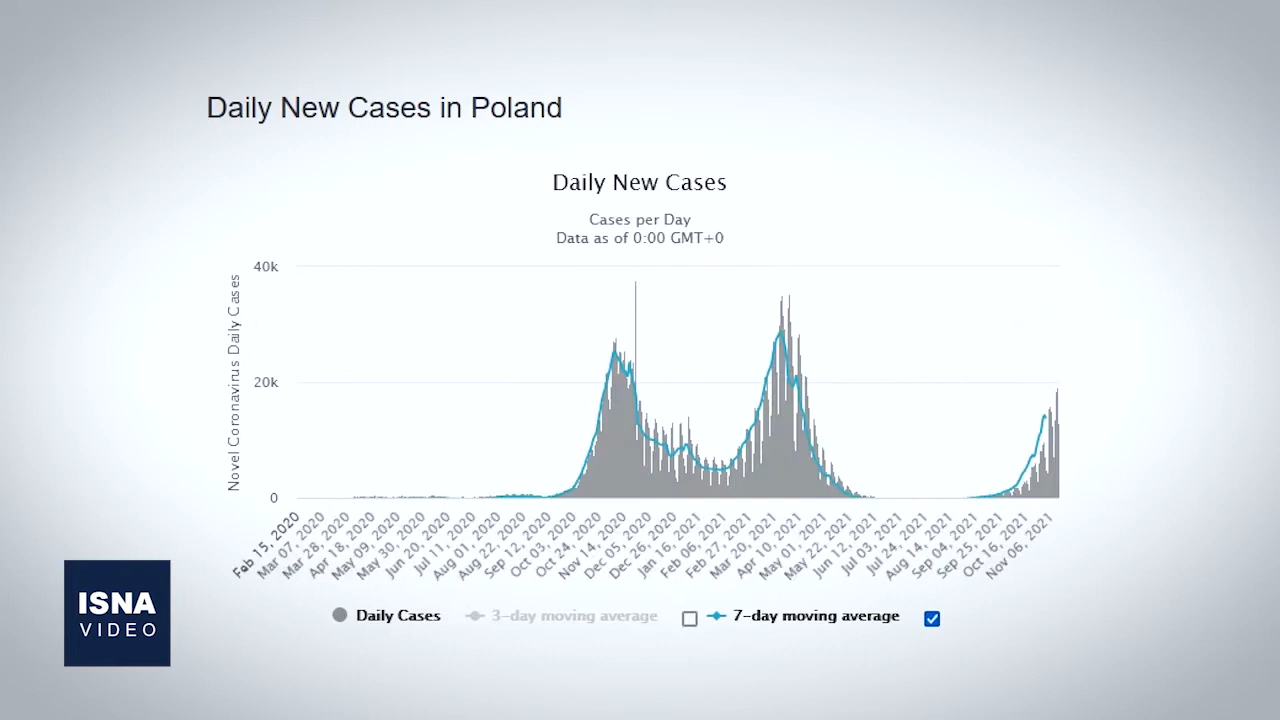 Daily New Cases in Poland
Daily New Cases
Cases per Day
Data as of 0:00 GMT+0
Novel Coronavirus Daily Cases
40k
20k
0
Feb 15, 2020
Mar 07, 2020
Mar 28, 2020
Apr 18, 2020
May 09, 2020
May 30, 2020
Jun 20, 2020
Jul 11, 2020
Aug 01, 2020
Aug 22, 2020
Sep 12, 2020
Oct 03, 2020
Oct 24, 2020
Nov 14, 2020
Dec 05, 2020
Dec 26, 2020
Jan 16, 2021
Feb 06, 2021
Feb 27, 2021
Mar 20, 2021
Apr 10, 2021
May 01, 2021
May 22, 2021
Jun 12, 2021
Jul 03, 2021
Jul 24, 2021
Aug 14, 2021
Sep 04, 2021
Sep 25, 2021
Oct 16, 2021
Nov 06, 2021
Daily Cases
3-day moving average
7-day moving average
ISNA
VIDEO